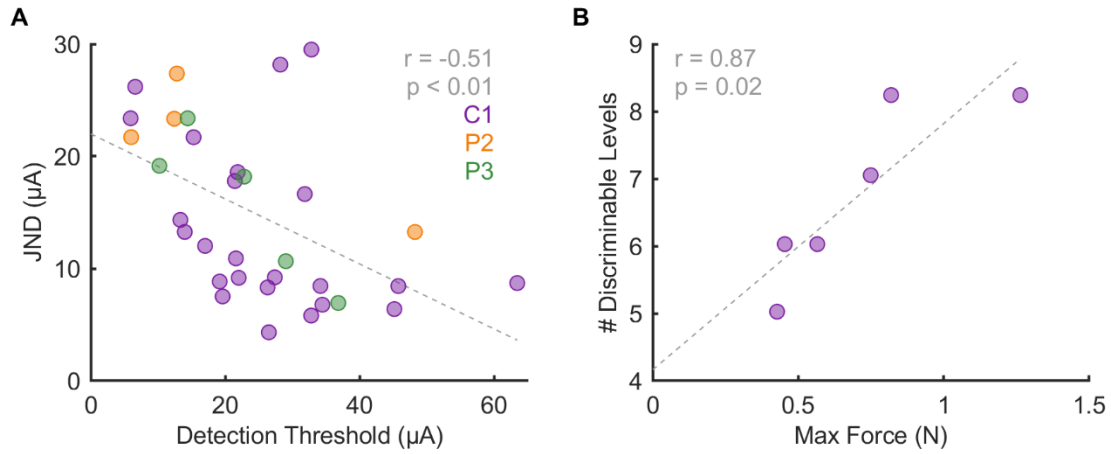 A
30
20
10
0
JND (µA)
0
20
40
60
Detection Threshold (µA)
r = -0.51
p < 0.01
C1
P2
P3
B
9
8
7
6
5
4
# Discriminable Levels
0
0.5
1
1.5
Max Force (N)
r = 0.87
p = 0.02